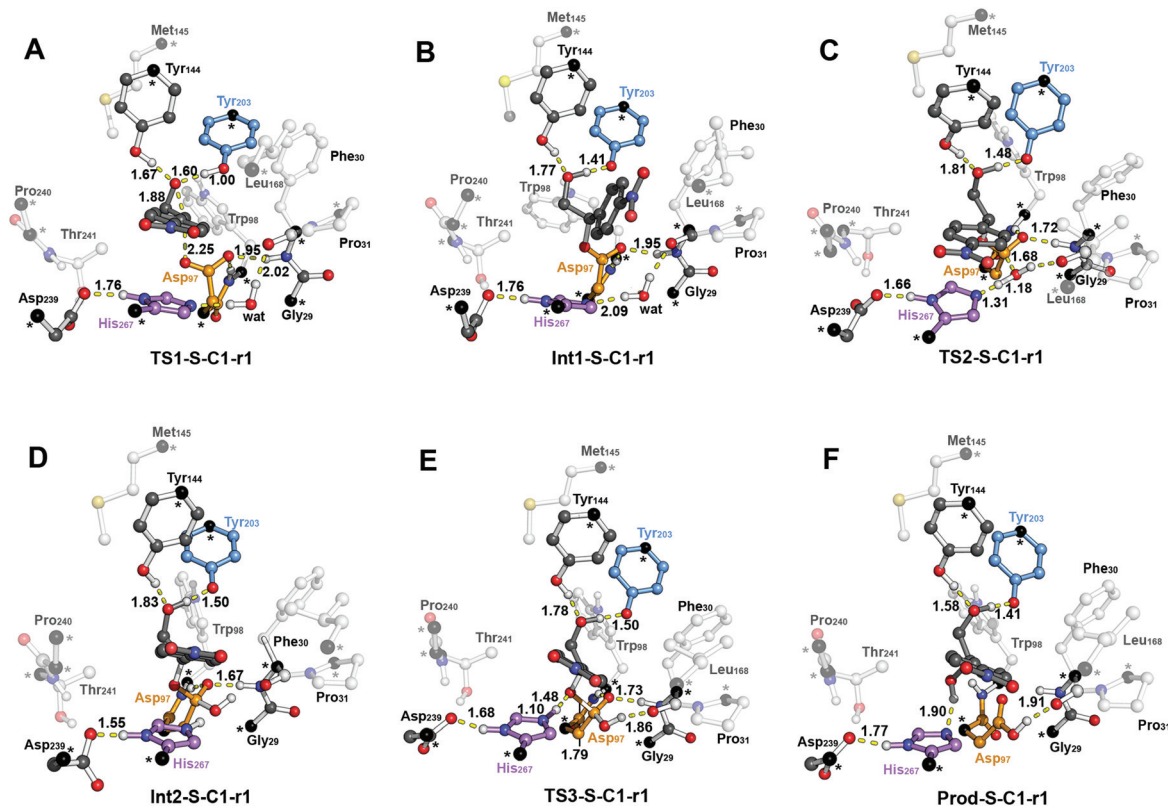 A
Met145
*
Tyr144
*
Tyr203
*
Phe30
1.67
1.60
1.00
Leu168
*
Pro240
*
*
1.88
Trp98
*
Thr241
2.25
1.95
Pro31
Asp97
2.02
*
1.76
Asp239
*
His267
*
*
wat
Gly29
*
TS1-S-C1-r1
B
Met145
*
Tyr144
*
Tyr203
*
Phe30
1.77
1.41
Pro240
*
*
Trp98
Leu168
*
*
Thr241
1.95
Pro31
Asp97
*
*
1.76
Asp239
*
His267
*
2.09
wat
Gly29
*
Int1-S-C1-r1
C
Met145
*
Tyr144
*
Tyr203
*
1.48
1.81
Trp98
Phe30
Pro240
*
*
Thr241
*
1.72
*
Asp97
1.68
1.66
1.18
Gly29
*
Asp239
*
His267
1.31
Leu168
*
Pro31
TS2-S-C1-r1
D
Met145
*
Tyr144
*
Tyr203
*
1.83
1.50
Pro240
*
*
Trp98
Phe30
*
*
*
Thr241
Asp97
*
1.67
Pro31
1.55
Asp239
*
His267
*
Gly29
*
Int2-S-C1-r1
E
Met145
*
Tyr144
*
Tyr203
*
1.78
1.50
Phe30
Pro240
*
*
Trp98
Thr241
Leu168
*
1.48
1.73
1.10
*
1.68
Asp239
*
*
Asp97
1.86
Pro31
His267
*
1.79
Gly29
*
TS3-S-C1-r1
F
Met145
*
Tyr144
*
Tyr203
*
1.58
1.41
Phe30
Pro240
*
*
Trp98
Leu168
*
Thr241
*
1.90
1.91
Pro31
1.77
Asp239
*
His267
*
*
Asp97
Gly29
*
Prod-S-C1-r1